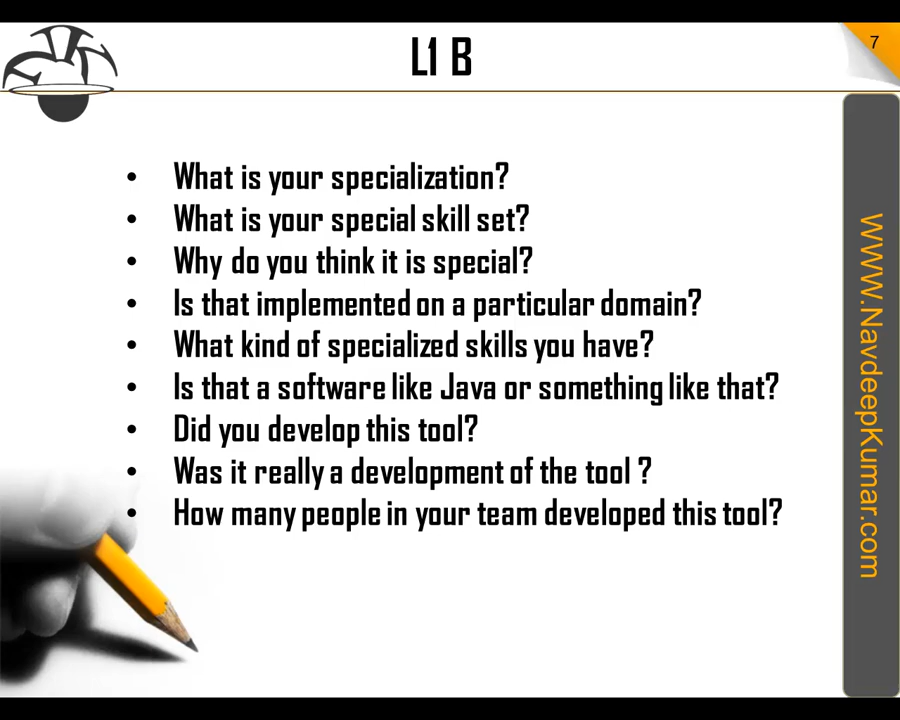 L1 B
7
What is your specialization?
What is your special skill set?
Why do you think it is special?
Is that implemented on a particular domain?
What kind of specialized skills you have?
Is that a software like Java or something like that?
Did you develop this tool?
Was it really a development of the tool ?
How many people in your team developed this tool?
WWW.NavdeepKumar.com